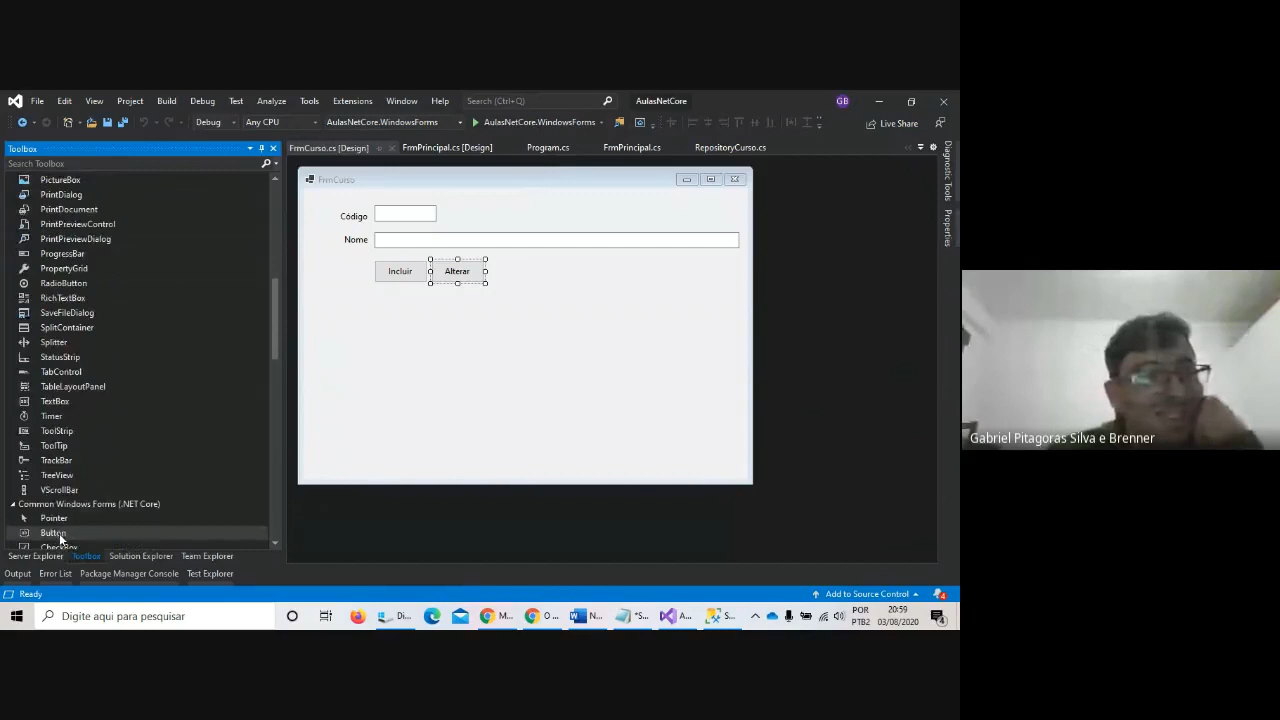 File Edit View Project Build Debug Test Analyze Tools Extensions Window Help Search (Ctrl+Q) AulasNetCore GB
Debug Any CPU AulasNetCore.WindowsForms AulasNetCore.WindowsForms Live Share
Toolbox
Search Toolbox
PictureBox
PrintDialog
PrintDocument
PrintPreviewControl
PrintPreviewDialog
ProgressBar
PropertyGrid
RadioButton
RichTextBox
SaveFileDialog
SplitContainer
Splitter
StatusStrip
TabControl
TableLayoutPanel
TextBox
Timer
ToolStrip
ToolTip
TrackBar
TreeView
VScrollBar
Common Windows Forms (.NET Core)
Pointer
Button
CheckBox
Server Explorer Toolbox Solution Explorer Team Explorer
FrmCurso.cs [Design] FrmPrincipal.cs [Design] Program.cs FrmPrincipal.cs RepositoryCurso.cs
FrmCurso
Código
Nome
Incluir Alterar
Diagnostic Tools
Properties
Output Error List Package Manager Console Test Explorer
Ready Add to Source Control 4
Digite aqui para pesquisar Di... M... O... N... *S... A... S... POR 20:59
PTB2 03/08/2020 4
Gabriel Pitagoras Silva e Brenner